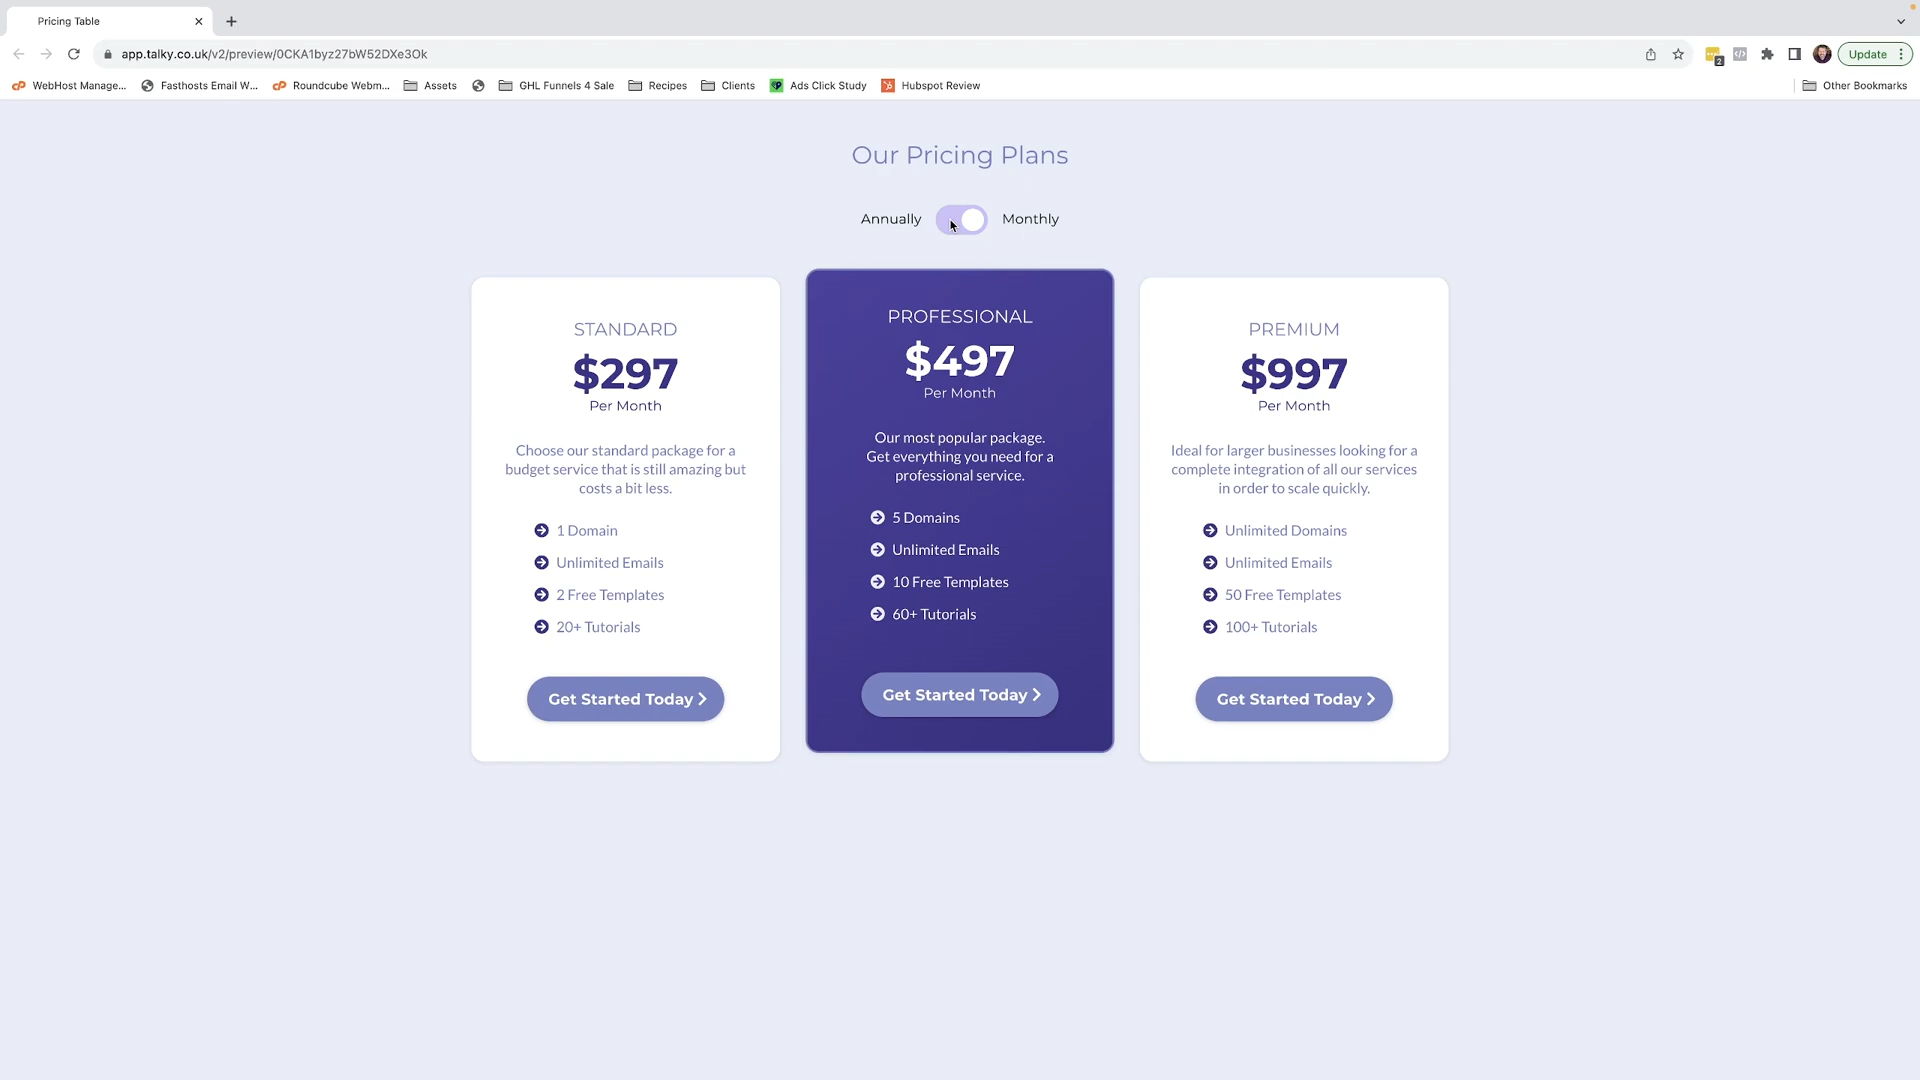 Pricing Table
app.talky.co.uk/v2/preview/0CKA1byz27bW52DXe3Ok
2
Update
WebHost Manage...
Fasthosts Email W...
Roundcube Webm...
Assets
GHL Funnels 4 Sale
Recipes
Clients
Ads Click Study
Hubspot Review
Other Bookmarks
Our Pricing Plans
Annually
Monthly
STANDARD
$297
Per Month
Choose our standard package for a
budget service that is still amazing but
costs a bit less.
1 Domain
Unlimited Emails
2 Free Templates
20+ Tutorials
Get Started Today
PROFESSIONAL
$497
Per Month
Our most popular package.
Get everything you need for a
professional service.
5 Domains
Unlimited Emails
10 Free Templates
60+ Tutorials
Get Started Today
PREMIUM
$997
Per Month
Ideal for larger businesses looking for a
complete integration of all our services
in order to scale quickly.
Unlimited Domains
Unlimited Emails
50 Free Templates
100+ Tutorials
Get Started Today